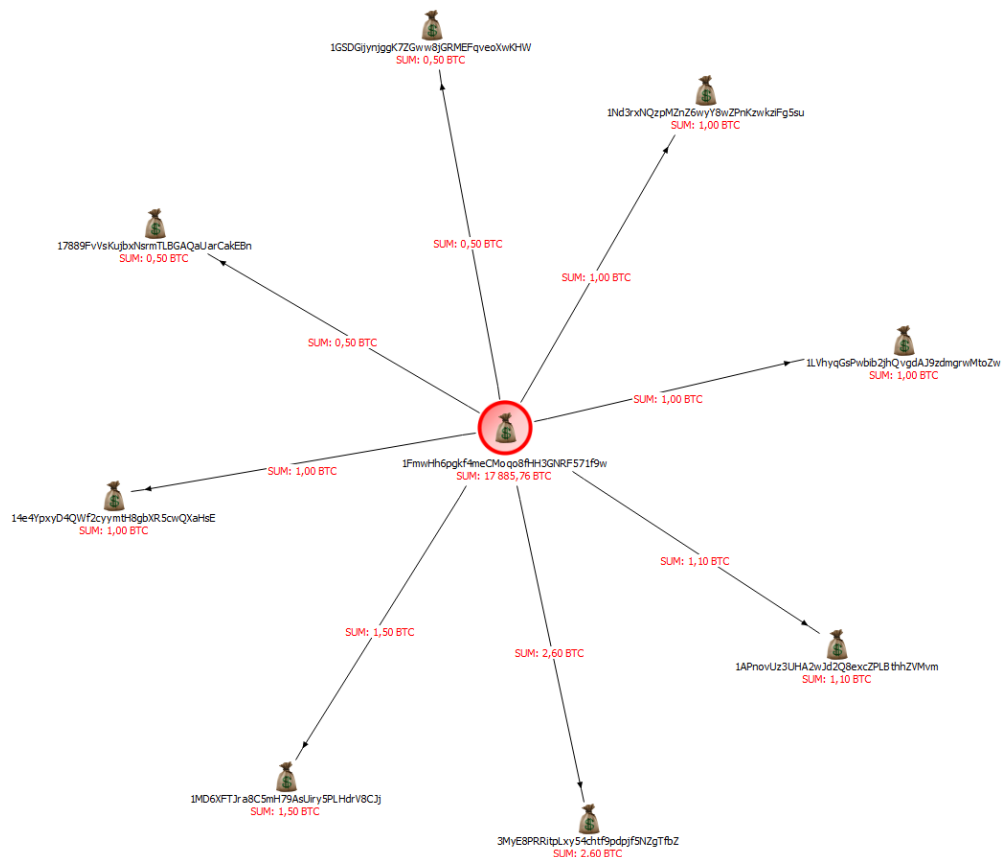 1GSDGijynjggK7ZGww8jGRMEFqveoXwKHW
SUM: 0,50 BTC
1Nd3rxNQzpMZnZ6wyY8wZPnKzwkziFg5su
SUM: 1,00 BTC
17889FvVsKujbxNsrmTLBGAQaUarCakEBn
SUM: 0,50 BTC
SUM: 0,50 BTC
SUM: 1,00 BTC
SUM: 0,50 BTC
1LVhyqGsPwbib2jhQvgdAJ9zdmgrwMtoZw
SUM: 1,00 BTC
SUM: 1,00 BTC
1FmwHh6pgkf4meCMoqo8fHH3GNRF571f9w
SUM: 17 885,76 BTC
SUM: 1,00 BTC
14e4YpxyD4QWf2cyymtH8gbXR5cwQXaHsE
SUM: 1,00 BTC
SUM: 1,10 BTC
SUM: 1,50 BTC
SUM: 2,60 BTC
1APnovUz3UHA2wJd2Q8excZPLBthhZVMvm
SUM: 1,10 BTC
1MD6XFTJra8C5mH79AsUiry5PLHdrV8CJj
SUM: 1,50 BTC
3MyE8PRRitpLxy54chtf9pdpjf5NZgTfbZ
SUM: 2,60 BTC